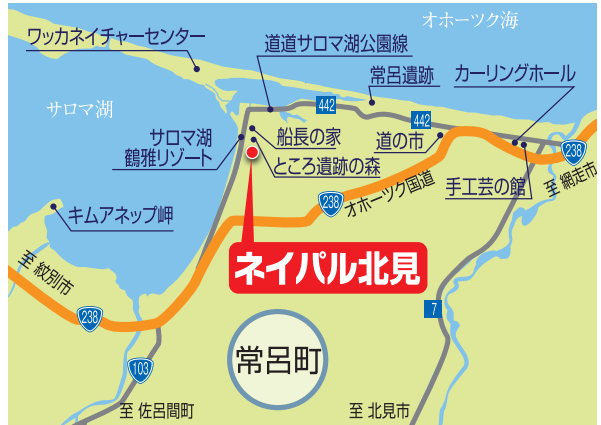 オホーツク海
ワッカネイチャーセンター
道道サロマ湖公園線
常呂遺跡
カーリングホール
サロマ湖
442
442
サロマ湖
鶴雅リゾート
船長の家
ところ遺跡の森
道の市
238
手工芸の館
至 網走市
キムアネップ岬
238
オホーツク国道
ネイパル北見
至 紋別市
238
7
常呂町
103
至 佐呂間町
至 北見市